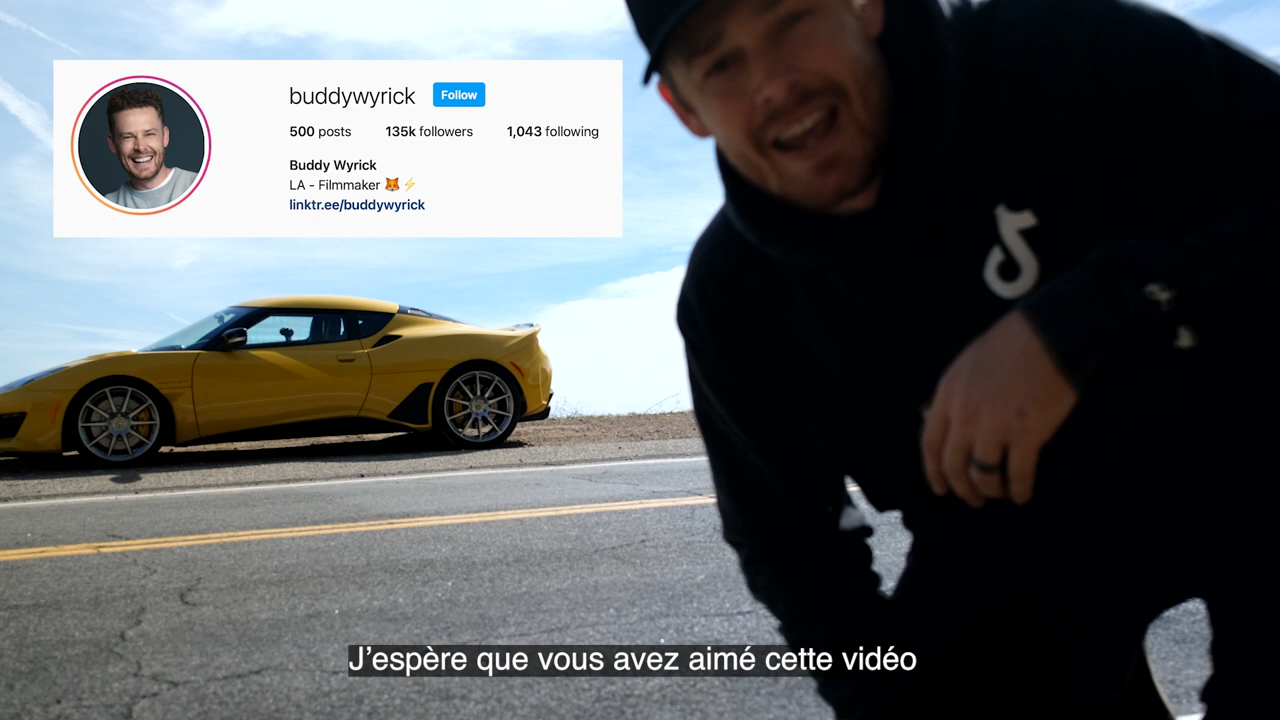 buddywyrick Follow
500 posts 135k followers 1,043 following
Buddy Wyrick
LA - Filmmaker 🦊⚡
linktr.ee/buddywyrick
J'espère que vous avez aimé cette vidéo